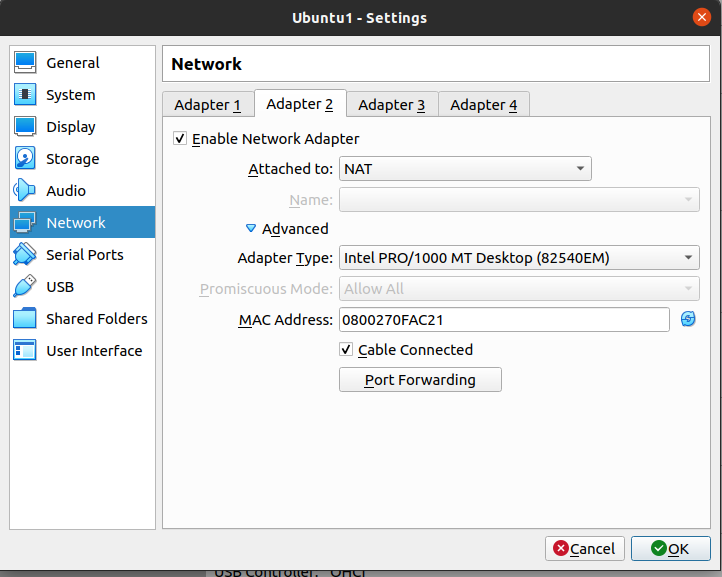 Ubuntu1 - Settings
General
System
Display
Storage
Audio
Network
Serial Ports
USB
Shared Folders
User Interface
Network
Adapter 1 Adapter 2 Adapter 3 Adapter 4
Enable Network Adapter
Attached to: NAT
Name:
Advanced
Adapter Type: Intel PRO/1000 MT Desktop (82540EM)
Promiscuous Mode: Allow All
MAC Address: 0800270FAC21
Cable Connected
Port Forwarding
Cancel OK
USB Controller: OHCI